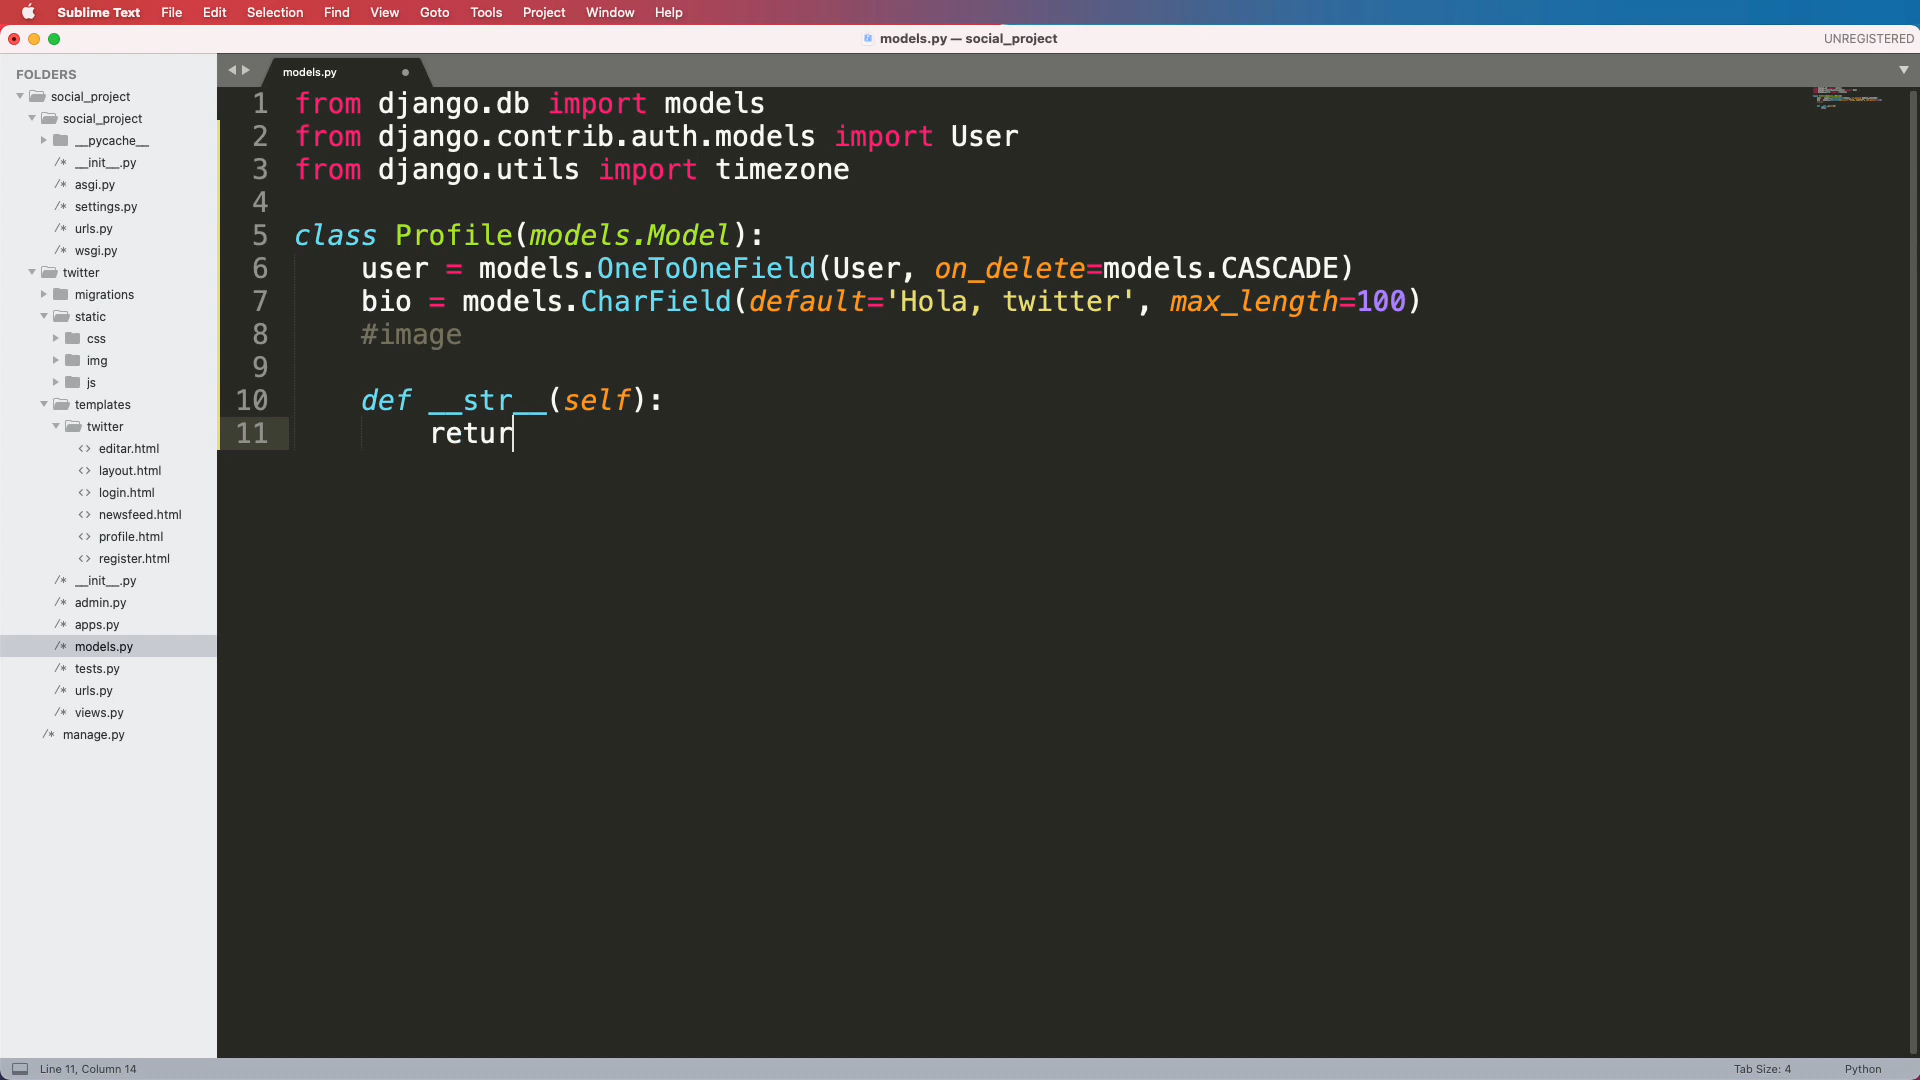 Sublime Text File Edit Selection Find View Goto Tools Project Window Help
models.py — social_project
UNREGISTERED
FOLDERS
social_project
social_project
__pycache__
/* __init__.py
/* asgi.py
/* settings.py
/* urls.py
/* wsgi.py
twitter
migrations
static
css
img
js
templates
twitter
<> editar.html
<> layout.html
<> login.html
<> newsfeed.html
<> profile.html
<> register.html
/* __init__.py
/* admin.py
/* apps.py
/* models.py
/* tests.py
/* urls.py
/* views.py
/* manage.py
models.py
1 from django.db import models
2 from django.contrib.auth.models import User
3 from django.utils import timezone
4
5 class Profile(models.Model):
6     user = models.OneToOneField(User, on_delete=models.CASCADE)
7     bio = models.CharField(default='Hola, twitter', max_length=100)
8     #image
9
10     def __str__(self):
11         retur
Line 11, Column 14
Tab Size: 4
Python